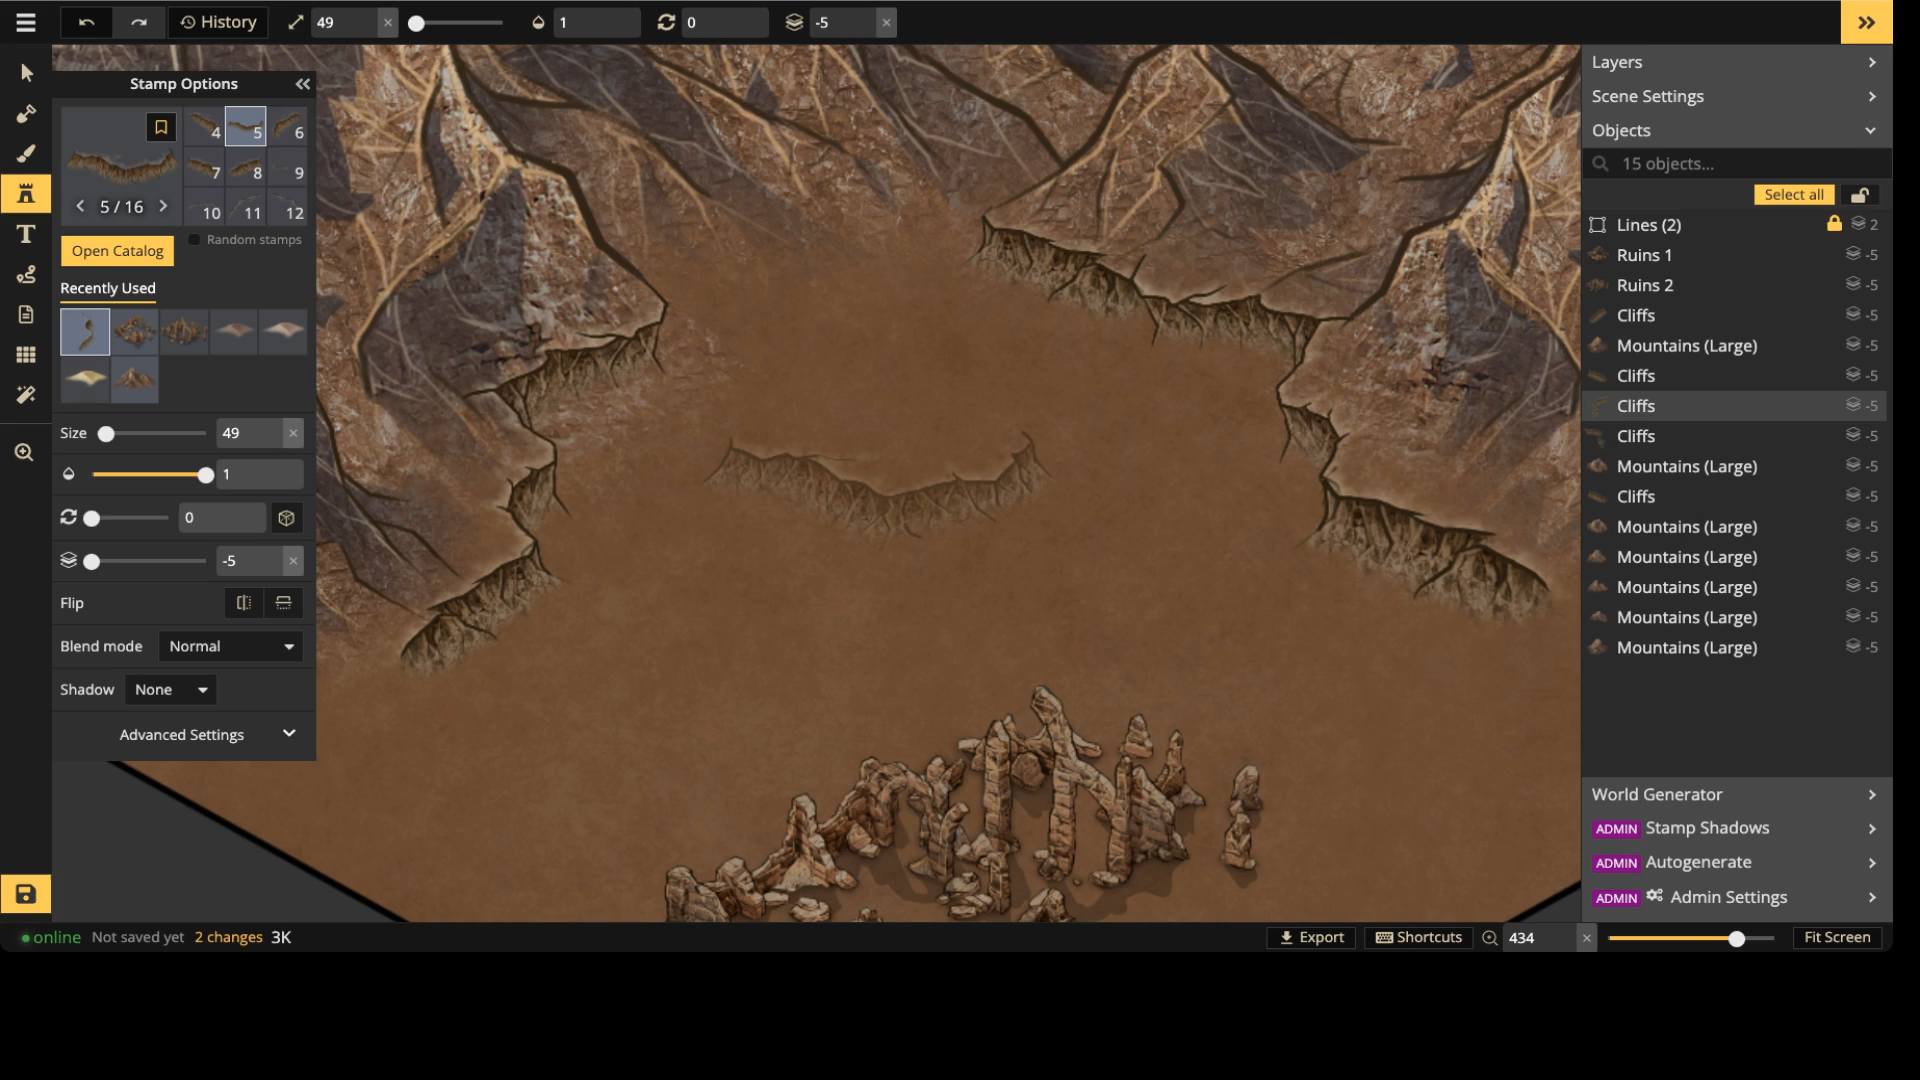 History
49
1
0
-5
Stamp Options
4
5
6
7
8
9
5 / 16
10
11
12
Open Catalog
Random stamps
Recently Used
Size
49
1
0
-5
Flip
Blend mode
Normal
Shadow
None
Advanced Settings
Layers
Scene Settings
Objects
15 objects...
Select all
Lines (2)
2
Ruins 1
-5
Ruins 2
-5
Cliffs
-5
Mountains (Large)
-5
Cliffs
-5
Cliffs
-5
Cliffs
-5
Mountains (Large)
-5
Cliffs
-5
Mountains (Large)
-5
Mountains (Large)
-5
Mountains (Large)
-5
Mountains (Large)
-5
Mountains (Large)
-5
World Generator
ADMIN Stamp Shadows
ADMIN Autogenerate
ADMIN Admin Settings
online
Not saved yet
2 changes
3K
Export
Shortcuts
434
Fit Screen